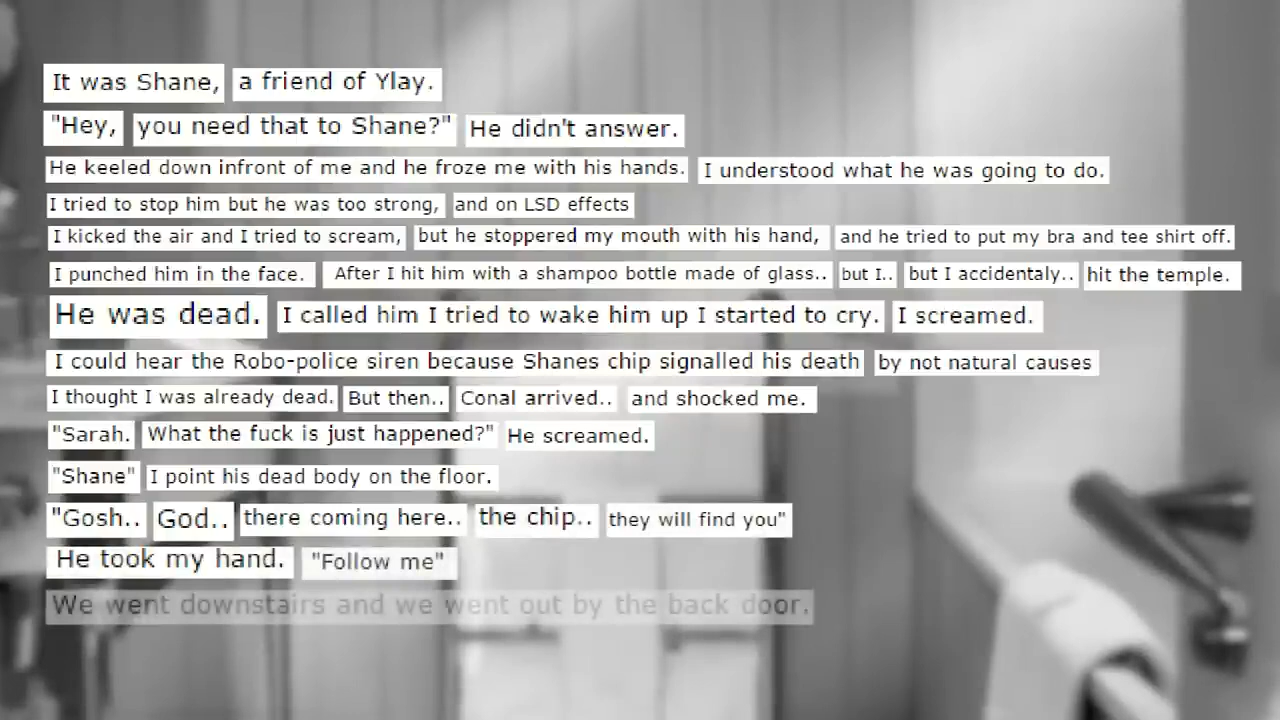 It was Shane, a friend of Ylay.
"Hey, you need that to Shane?" He didn't answer.
He keeled down infront of me and he froze me with his hands. I understood what he was going to do.
I tried to stop him but he was too strong, and on LSD effects
I kicked the air and I tried to scream, but he stoppered my mouth with his hand, and he tried to put my bra and tee shirt off.
I punched him in the face. After I hit him with a shampoo bottle made of glass.. but I.. but I accidentaly.. hit the temple.
He was dead. I called him I tried to wake him up I started to cry. I screamed.
I could hear the Robo-police siren because Shanes chip signalled his death by not natural causes
I thought I was already dead. But then.. Conal arrived.. and shocked me.
"Sarah. What the fuck is just happened?" He screamed.
"Shane" I point his dead body on the floor.
"Gosh.. God.. there coming here.. the chip.. they will find you"
He took my hand. "Follow me"
We went downstairs and we went out by the back door.